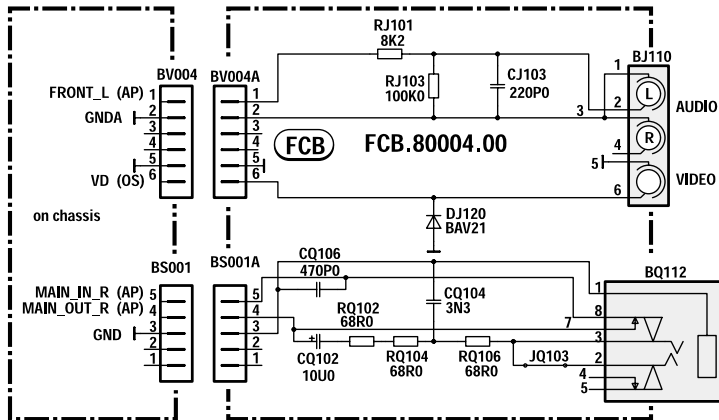 RJ101
8K2
BJ110
BV004
BV004A
RJ103
100K0
CJ103
220P0
FRONT_L (AP)
1
1
1
L
2
AUDIO
GNDA
2
2
3
3
3
R
4
4
4
FCB
FCB.80004.00
5
5
5
VD (OS)
6
6
6
VIDEO
on chassis
DJ120
BAV21
BS001
BS001A
CQ106
470P0
BQ112
1
MAIN_IN_R (AP)
5
5
CQ104
3N3
8
MAIN_OUT_R (AP)
4
4
RQ102
68R0
7
GND
3
3
3
2
2
+
1
1
CQ102
10U0
RQ104
68R0
RQ106
68R0
JQ103
2
4
5